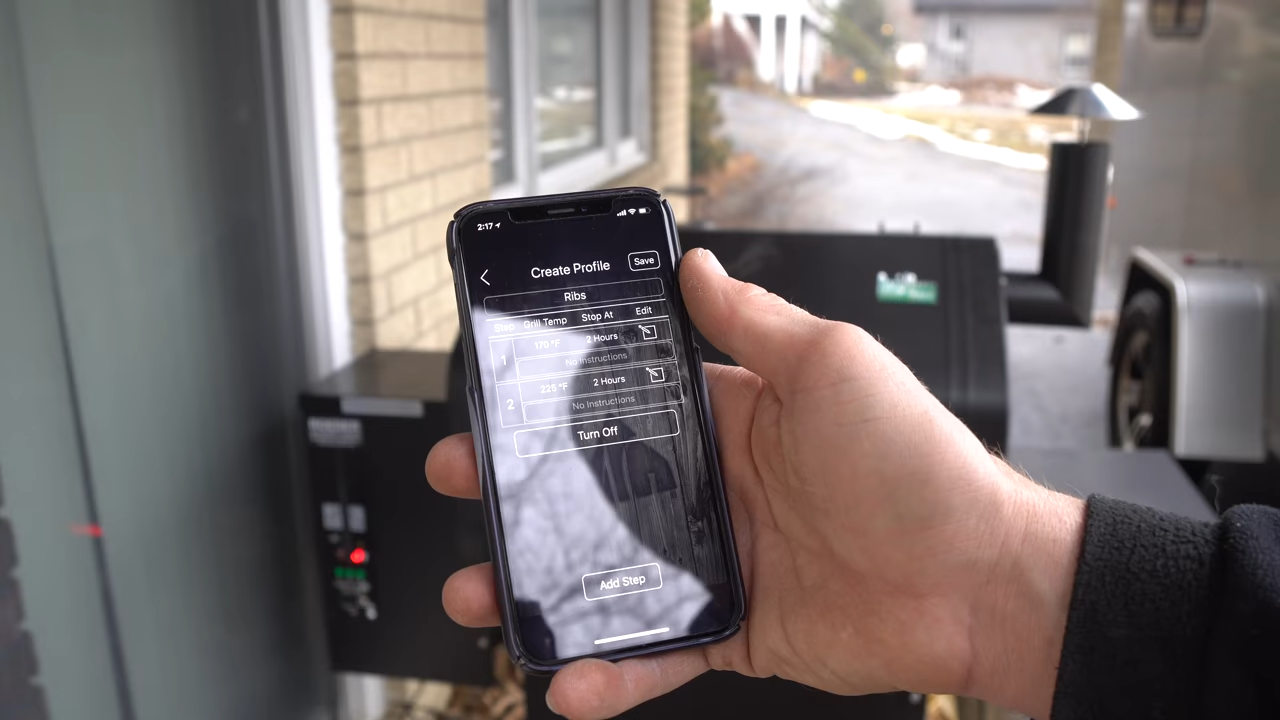 2:17
Create Profile
Save
Ribs
Step Grill Temp Stop At Edit
1 170 °F 2 Hours
No Instructions
2 225 °F 2 Hours
No Instructions
Turn Off
Add Step